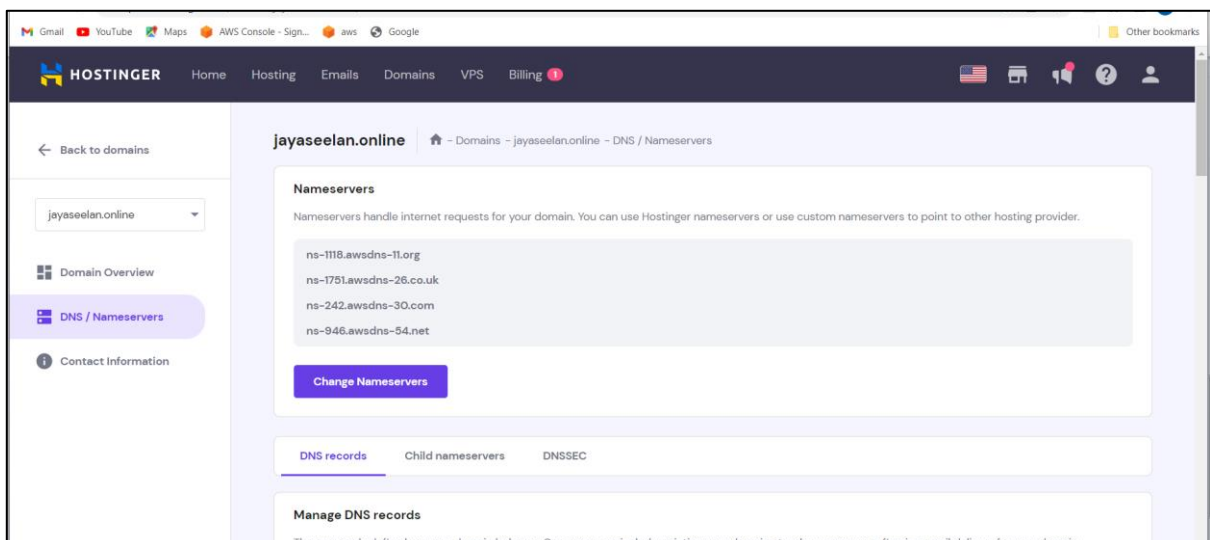 Gmail YouTube Maps AWS Console - Sign... aws Google Other bookmarks
HOSTINGER Home Hosting Emails Domains VPS Billing 1
Back to domains
jayaseelan.online
Domain Overview
DNS / Nameservers
Contact Information
jayaseelan.online - Domains - jayaseelan.online - DNS / Nameservers
Nameservers
Nameservers handle internet requests for your domain. You can use Hostinger nameservers or use custom nameservers to point to other hosting provider.
ns-1118.awsdns-11.org
ns-1751.awsdns-26.co.uk
ns-242.awsdns-30.com
ns-946.awsdns-54.net
Change Nameservers
DNS records Child nameservers DNSSEC
Manage DNS records